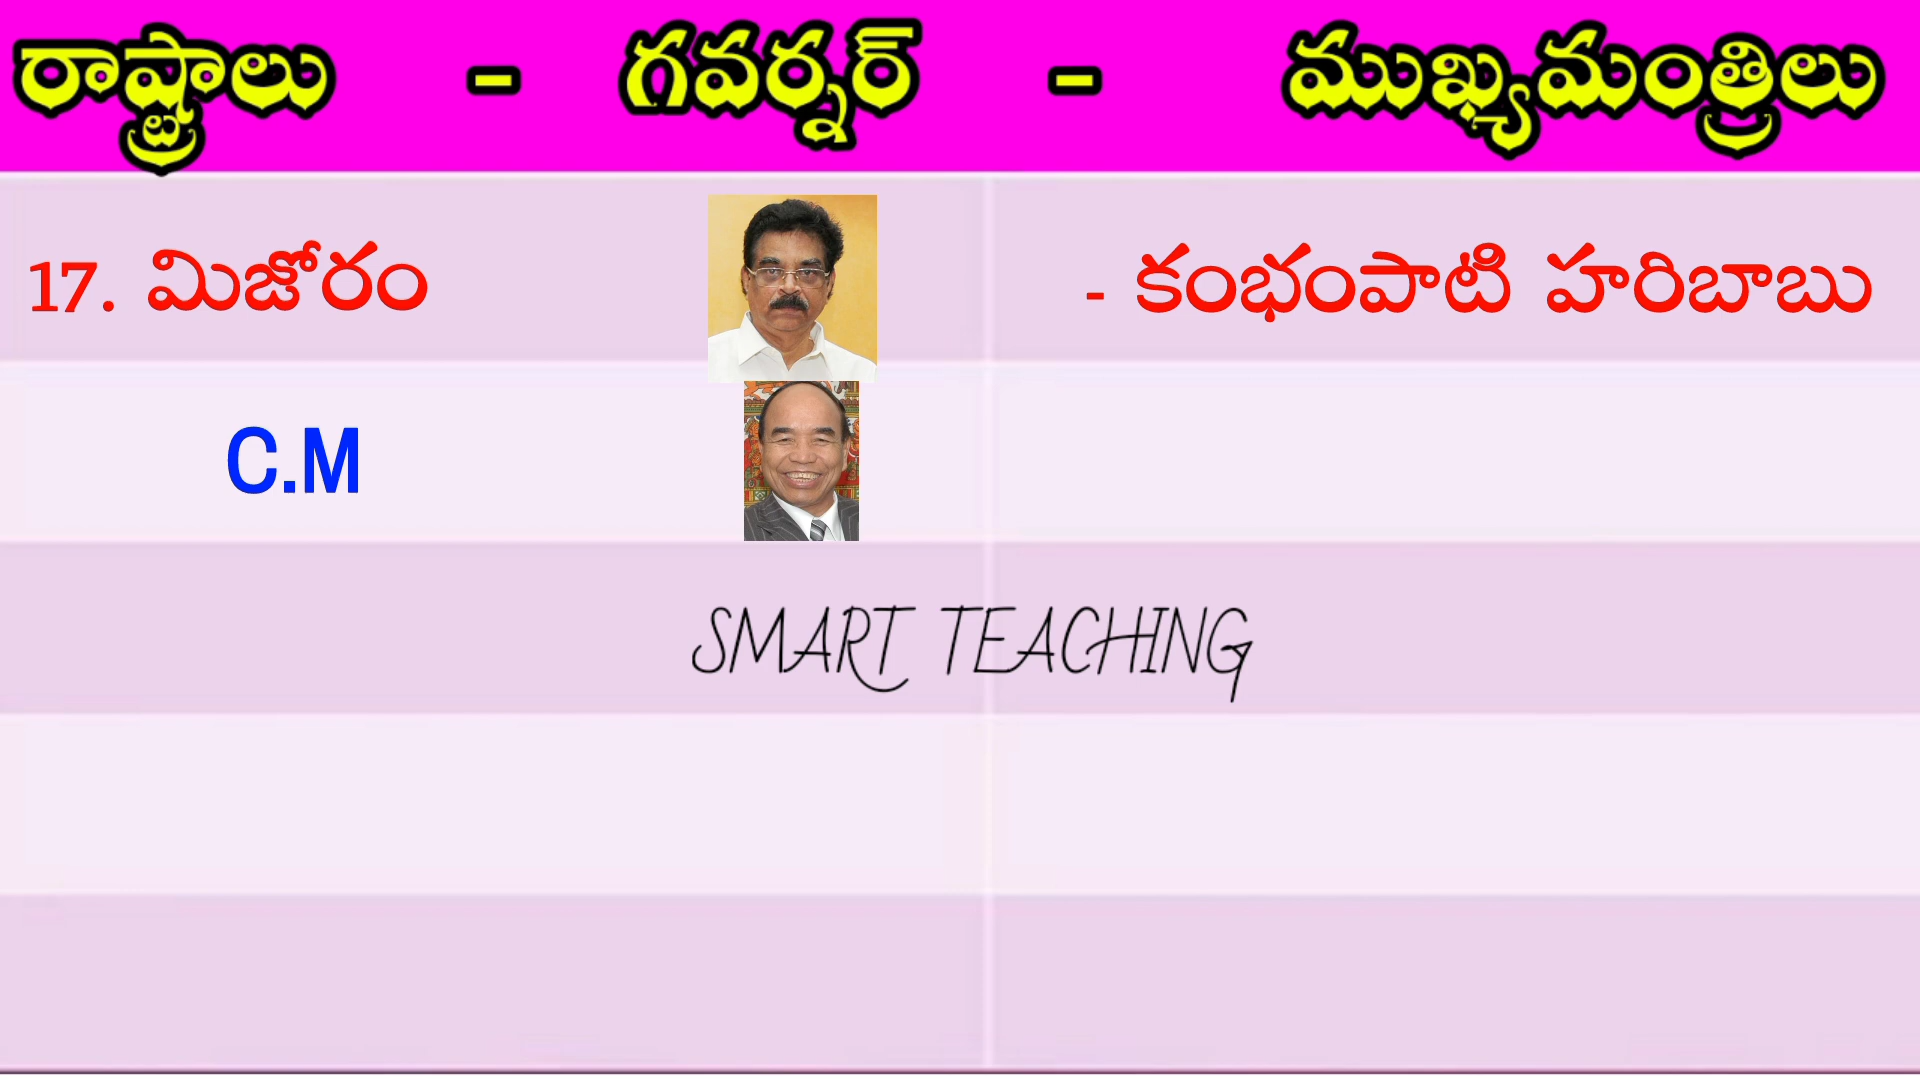 రాష్ట్రాలు - గవర్నర్ - ముఖ్యమంత్రిలు
17. మిజోరం - కంభంపాటి హరిబాబు
C.M
SMART TEACHING